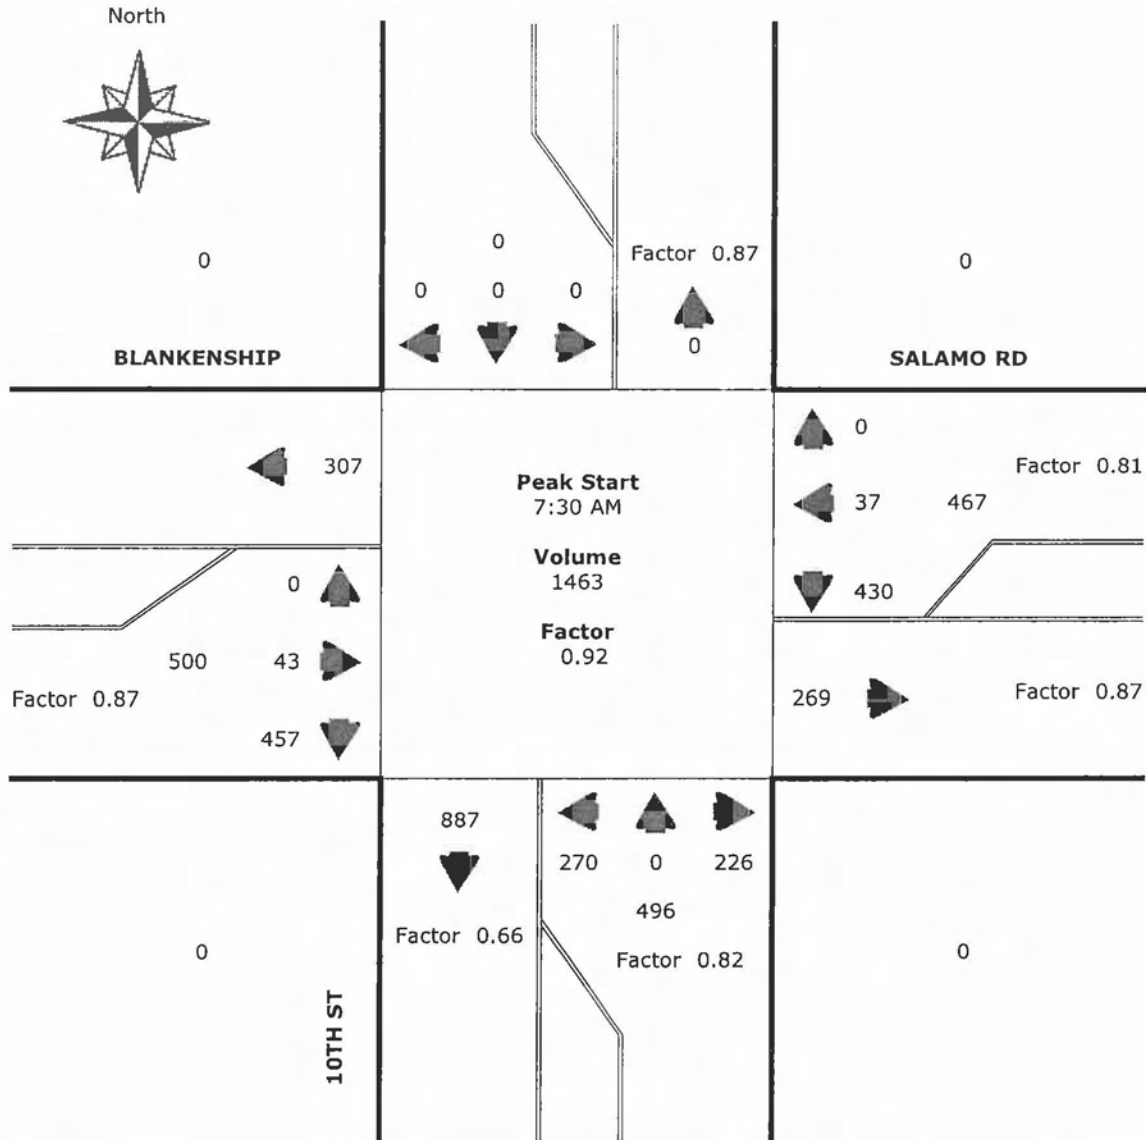 North
0
0
0 0 0
Factor 0.87
0
0
BLANKENSHIP
SALAMO RD
307
0
43
500
457
Factor 0.87
Peak Start
7:30 AM
Volume
1463
Factor
0.92
0
Factor 0.81
37 467
430
269
Factor 0.87
887
Factor 0.66
270 0 226
496
Factor 0.82
0
10TH ST
0